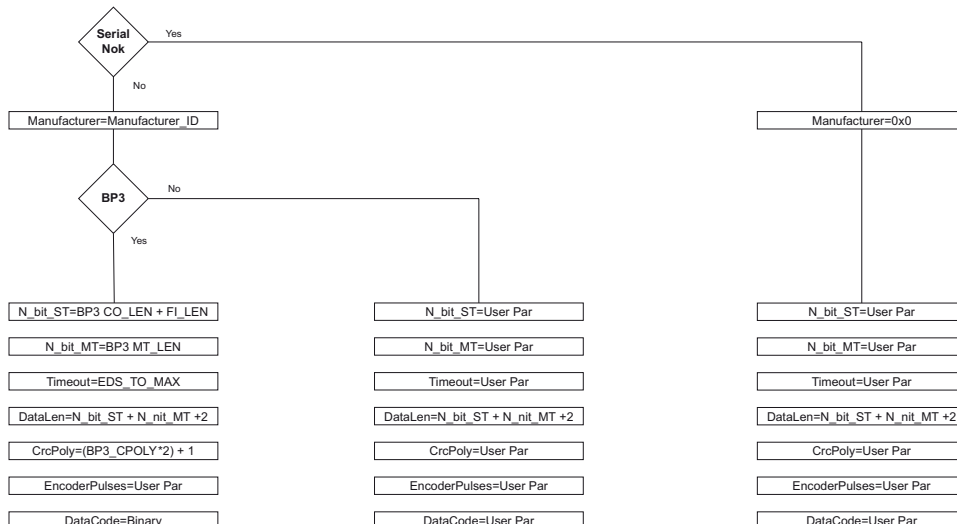 Serial
Nok
Yes
No
Manufacturer=Manufacturer_ID
Manufacturer=0x0
BP3
No
Yes
N_bit_ST=BP3 CO_LEN + FI_LEN
N_bit_ST=User Par
N_bit_ST=User Par
N_bit_MT=BP3 MT_LEN
N_bit_MT=User Par
N_bit_MT=User Par
Timeout=EDS_TO_MAX
Timeout=User Par
Timeout=User Par
DataLen=N_bit_ST + N_nit_MT +2
DataLen=N_bit_ST + N_nit_MT +2
DataLen=N_bit_ST + N_nit_MT +2
CrcPoly=(BP3_CPOLY*2) + 1
CrcPoly=User Par
CrcPoly=User Par
EncoderPulses=User Par
EncoderPulses=User Par
EncoderPulses=User Par
DataCode=Binary
DataCode=User Par
DataCode=User Par